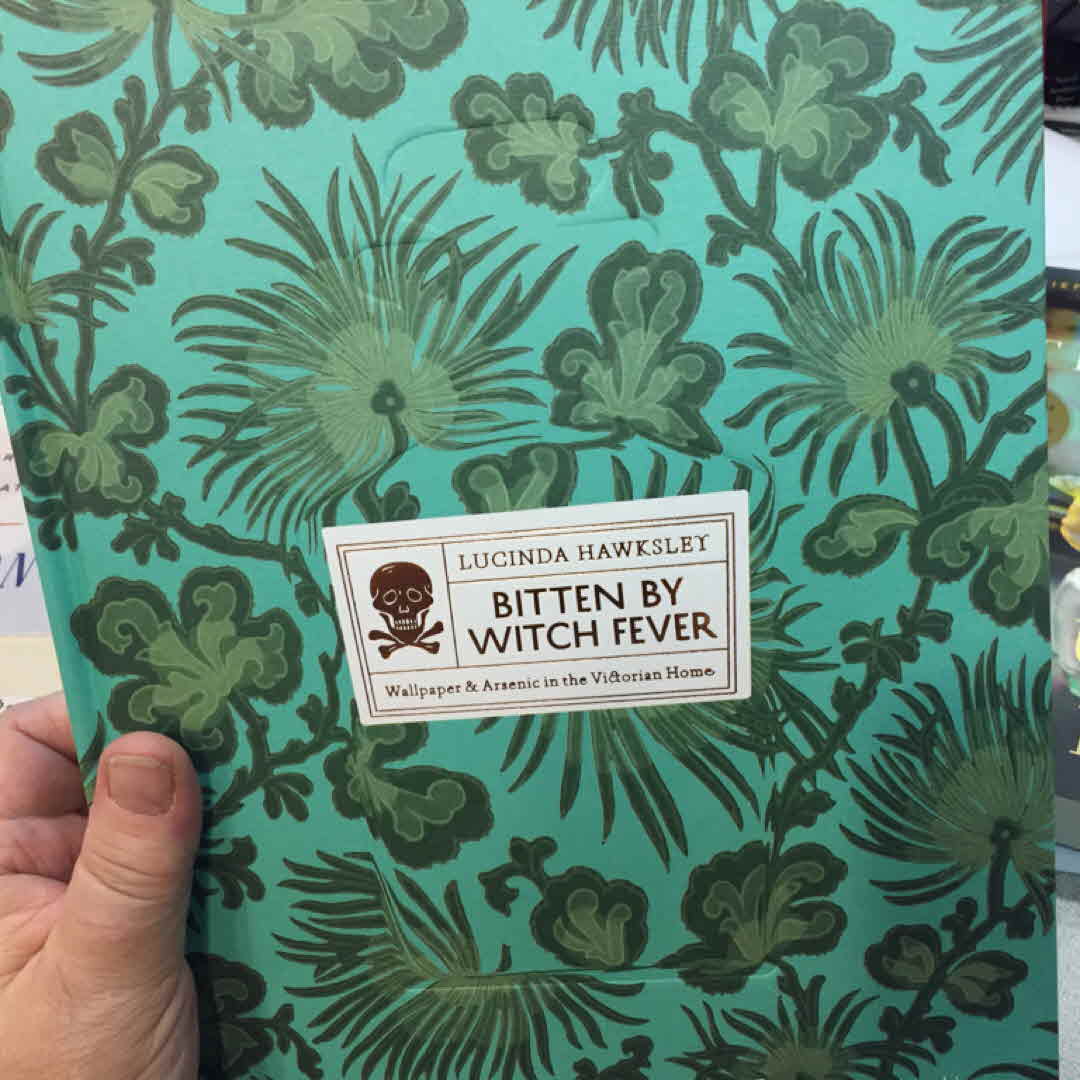 LUCINDA HAWKSLEY
BITTEN BY
WITCH FEVER
Wallpaper & Arsenic in the Victorian Home